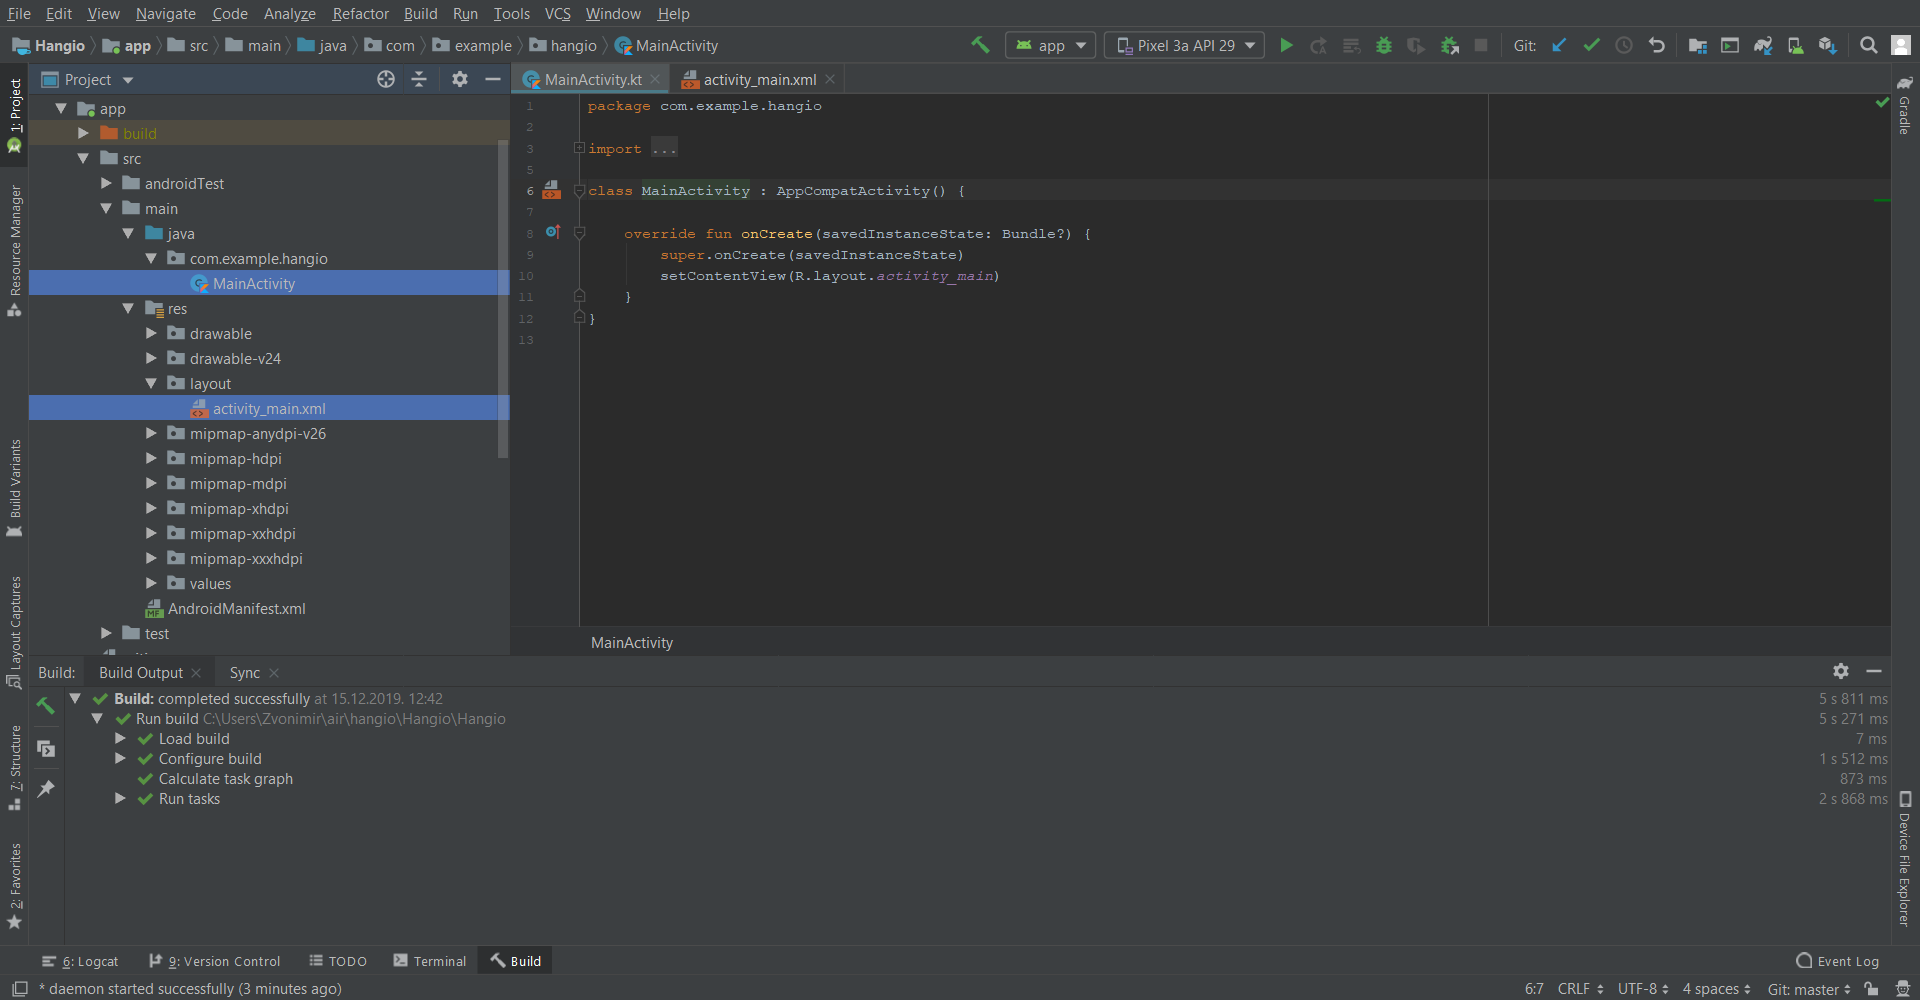 File Edit View Navigate Code Analyze Refactor Build Run Tools VCS Window Help
Hangio app src main java com example hangio MainActivity app Pixel 3a API 29 Git:
Project
MainActivity.kt activity_main.xml
1: Project
Resource Manager
Build Variants
Layout Captures
7: Structure
2: Favorites
app
build
src
androidTest
main
java
com.example.hangio
MainActivity
res
drawable
drawable-v24
layout
activity_main.xml
mipmap-anydpi-v26
mipmap-hdpi
mipmap-mdpi
mipmap-xhdpi
mipmap-xxhdpi
mipmap-xxxhdpi
values
MF AndroidManifest.xml
test
1 package com.example.hangio
2
3 import ...
5
6 class MainActivity : AppCompatActivity() {
7
8 override fun onCreate(savedInstanceState: Bundle?) {
9 super.onCreate(savedInstanceState)
10 setContentView(R.layout.activity_main)
11 }
12 }
13
MainActivity
Gradle
Device File Explorer
Build: Build Output Sync
Build: completed successfully at 15.12.2019. 12:42 5 s 811 ms
Run build C:\Users\Zvonimir\air\hangio\Hangio\Hangio 5 s 271 ms
Load build 7 ms
Configure build 1 s 512 ms
Calculate task graph 873 ms
Run tasks 2 s 868 ms
6: Logcat 9: Version Control TODO Terminal Build Event Log
* daemon started successfully (3 minutes ago) 6:7 CRLF UTF-8 4 spaces Git: master